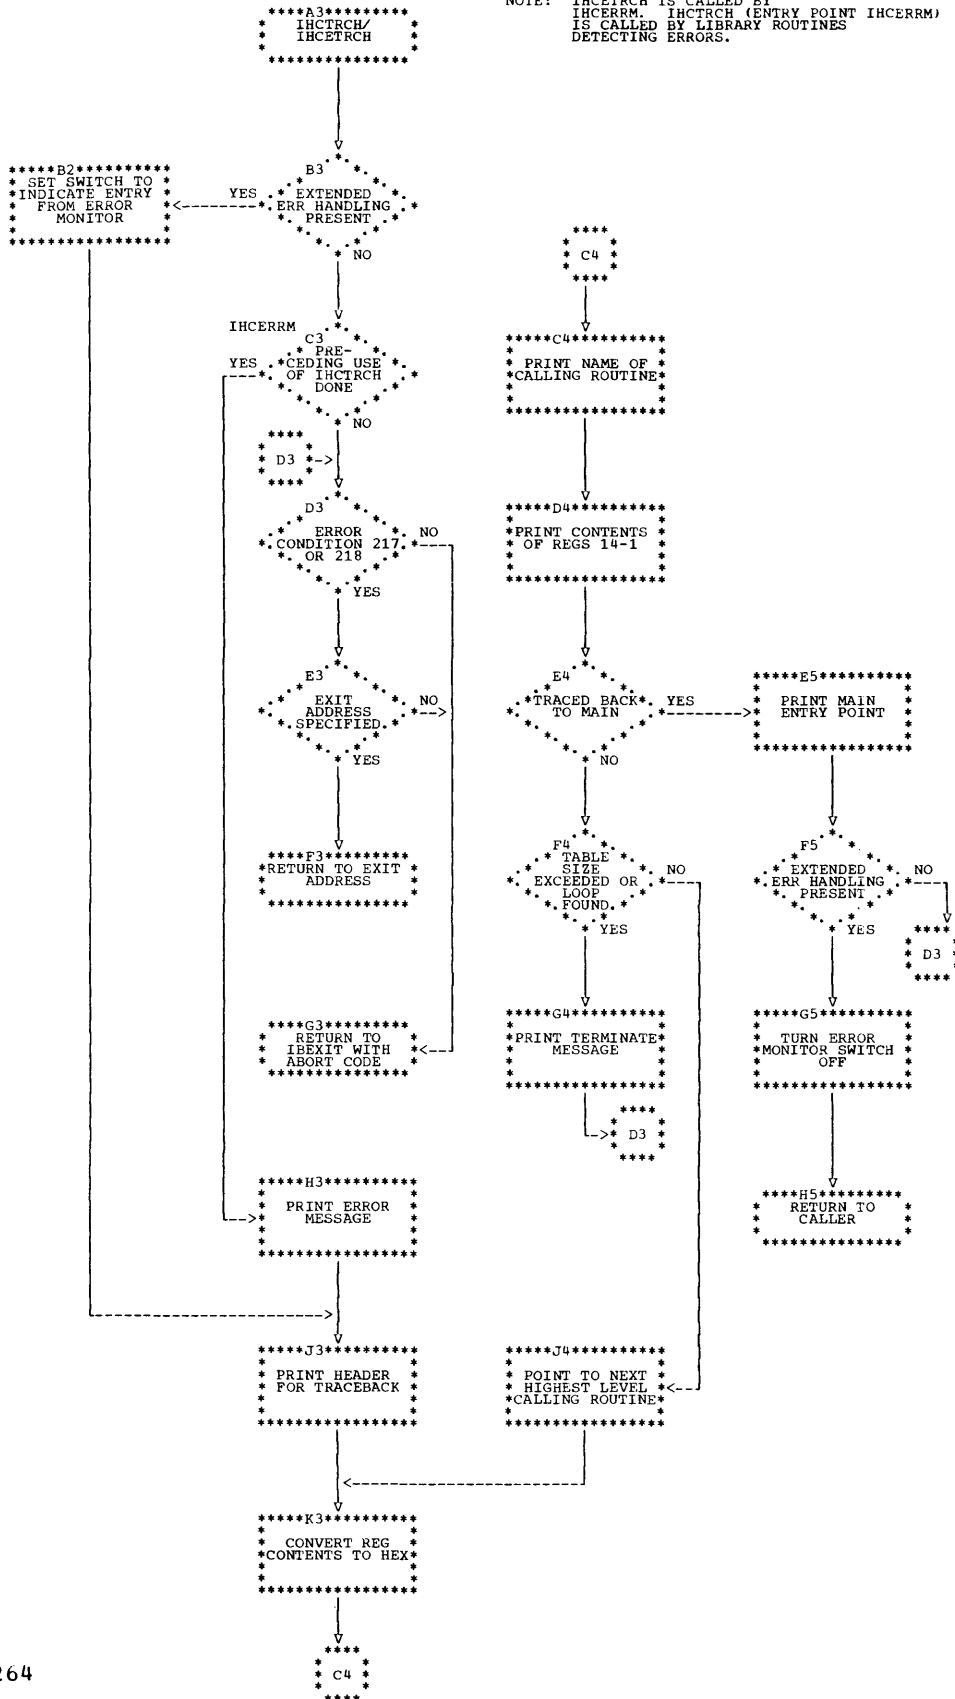 NOTE: IHCETRCH IS CALLED BY
IHCERRM. IHCTRCH (ENTRY POINT IHCERRM)
IS CALLED BY LIBRARY ROUTINES
DETECTING ERRORS.
A3
IHCTRCH/
IHCETRCH
B3
EXTENDED
ERR HANDLING
PRESENT
YES
NO
B2
SET SWITCH TO
INDICATE ENTRY
FROM ERROR
MONITOR
IHCERRM
C3
PRE-
CEDING USE
OF IHCTRCH
DONE
YES
NO
D3
D3
ERROR
CONDITION 217
OR 218
NO
YES
E3
EXIT
ADDRESS
SPECIFIED
NO
YES
F3
RETURN TO EXIT
ADDRESS
G3
RETURN TO
IBEXIT WITH
ABORT CODE
H3
PRINT ERROR
MESSAGE
J3
PRINT HEADER
FOR TRACEBACK
K3
CONVERT REG
CONTENTS TO HEX
C4
C4
C4
PRINT NAME OF
CALLING ROUTINE
D4
PRINT CONTENTS
OF REGS 14-1
E4
TRACED BACK
TO MAIN
YES
NO
F4
TABLE
SIZE
EXCEEDED OR
LOOP
FOUND
NO
YES
G4
PRINT TERMINATE
MESSAGE
D3
J4
POINT TO NEXT
HIGHEST LEVEL
CALLING ROUTINE
E5
PRINT MAIN
ENTRY POINT
F5
EXTENDED
ERR HANDLING
PRESENT
NO
YES
D3
G5
TURN ERROR
MONITOR SWITCH
OFF
H5
RETURN TO
CALLER
264